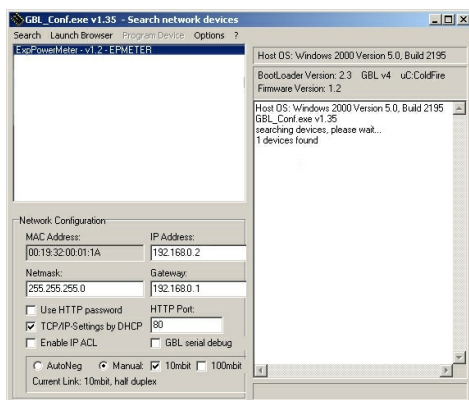 GBL_Conf.exe v1.35 - Search network devices
Search Launch Browser Program Device Options ?
ExpPowerMeter - v1.2 - EPMETER
Host OS: Windows 2000 Version 5.0, Build 2195
BootLoader Version: 2.3 GBL v4 uC:ColdFire
Firmware Version: 1.2
Host OS: Windows 2000 Version 5.0, Build 2195
GBL_Conf.exe v1.35
searching devices, please wait...
1 devices found
Network Configuration
MAC Address: IP Address:
00:19:32:00:01:1A 192.168.0.2
Netmask: Gateway:
255.255.255.0 192.168.0.1
Use HTTP password HTTP Port:
TCP/IP-Settings by DHCP 80
Enable IP ACL GBL serial debug
AutoNeg Manual: 10mbit 100mbit
Current Link: 10mbit, half duplex